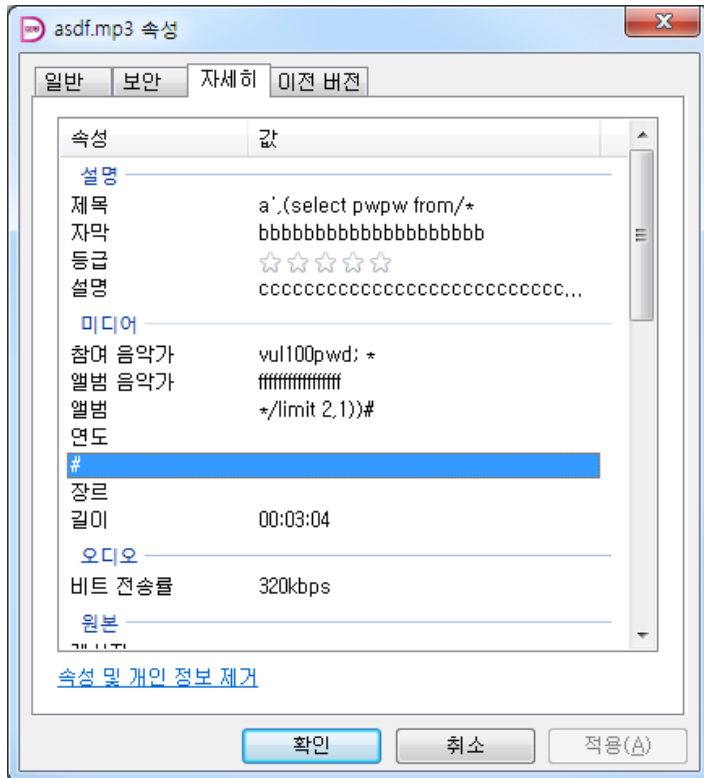 asdf.mp3 속성
일반 보안 자세히 이전 버전
속성 값
설명
제목 a',(select pwpw from/*
자막 bbbbbbbbbbbbbbbbbbbb
등급
설명 ccccccccccccccccccccccccccc,,,
미디어
참여 음악가 vul100pwd; *
앨범 음악가 ffffffffffffffff
앨범 */limit 2,1))#
연도
#
장르
길이 00:03:04
오디오
비트 전송률 320kbps
원본
속성 및 개인 정보 제거
확인 취소 적용(A)